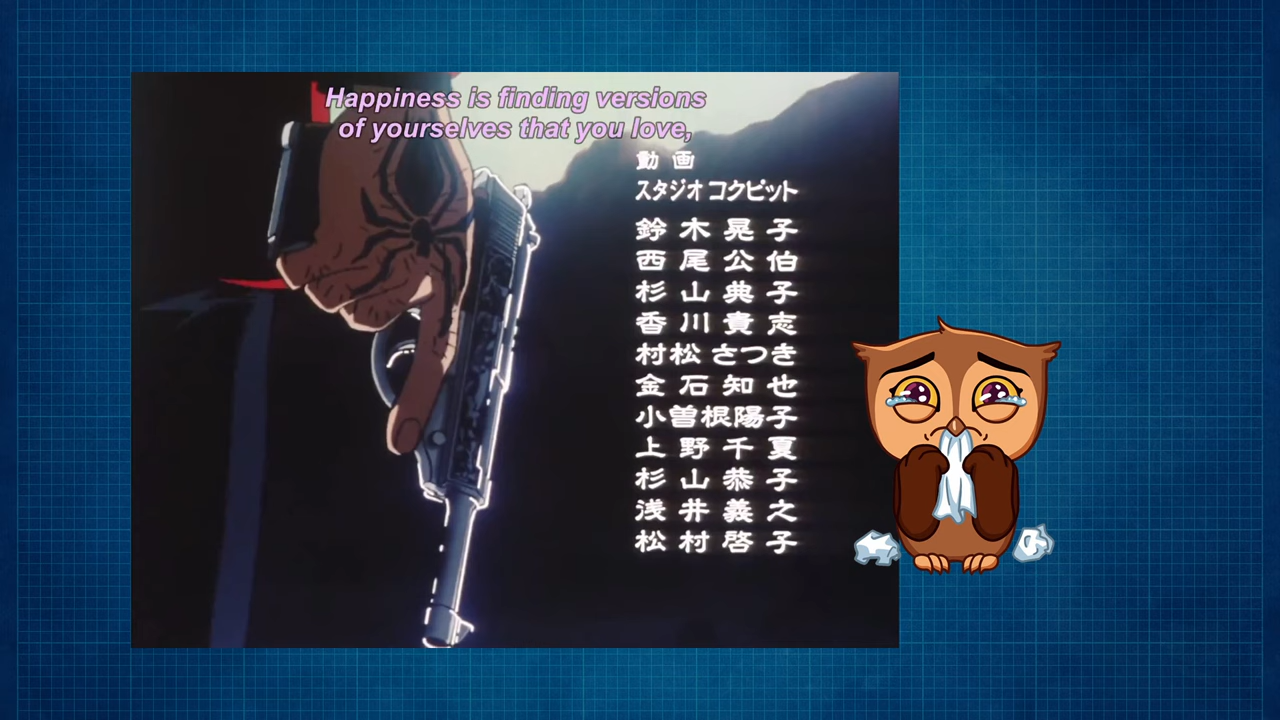 Happiness is finding versions
of yourselves that you love,
動画
スタジオコクピット
鈴木晃子
西尾公伯
杉山典子
香川貴志
村松さつき
金石知也
小曽根陽子
上野千夏
杉山恭子
浅井義之
松村啓子